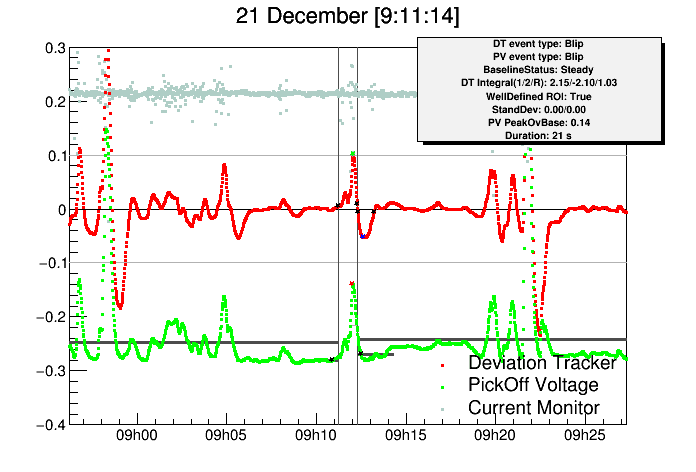 21 December [9:11:14]
DT event type: Blip
PV event type: Blip
BaselineStatus: Steady
DT Integral(1/2/R): 2.15/-2.10/1.03
WellDefined ROI: True
StandDev: 0.00/0.00
PV PeakOvBase: 0.14
Duration: 21 s
0.3
0.2
0.1
0
−0.1
−0.2
−0.3
−0.4
Deviation Tracker
PickOff Voltage
Current Monitor
09h00 09h05 09h10 09h15 09h20 09h25